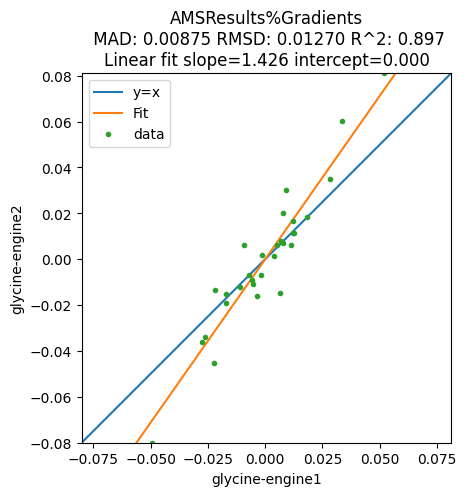 AMSResults%Gradients
MAD: 0.00875 RMSD: 0.01270 R^2: 0.897
Linear fit slope=1.426 intercept=0.000
y=x
Fit
data
0.08
0.06
0.04
0.02
0.00
−0.02
−0.04
−0.06
−0.08
glycine-engine2
−0.075 −0.050 −0.025 0.000 0.025 0.050 0.075
glycine-engine1